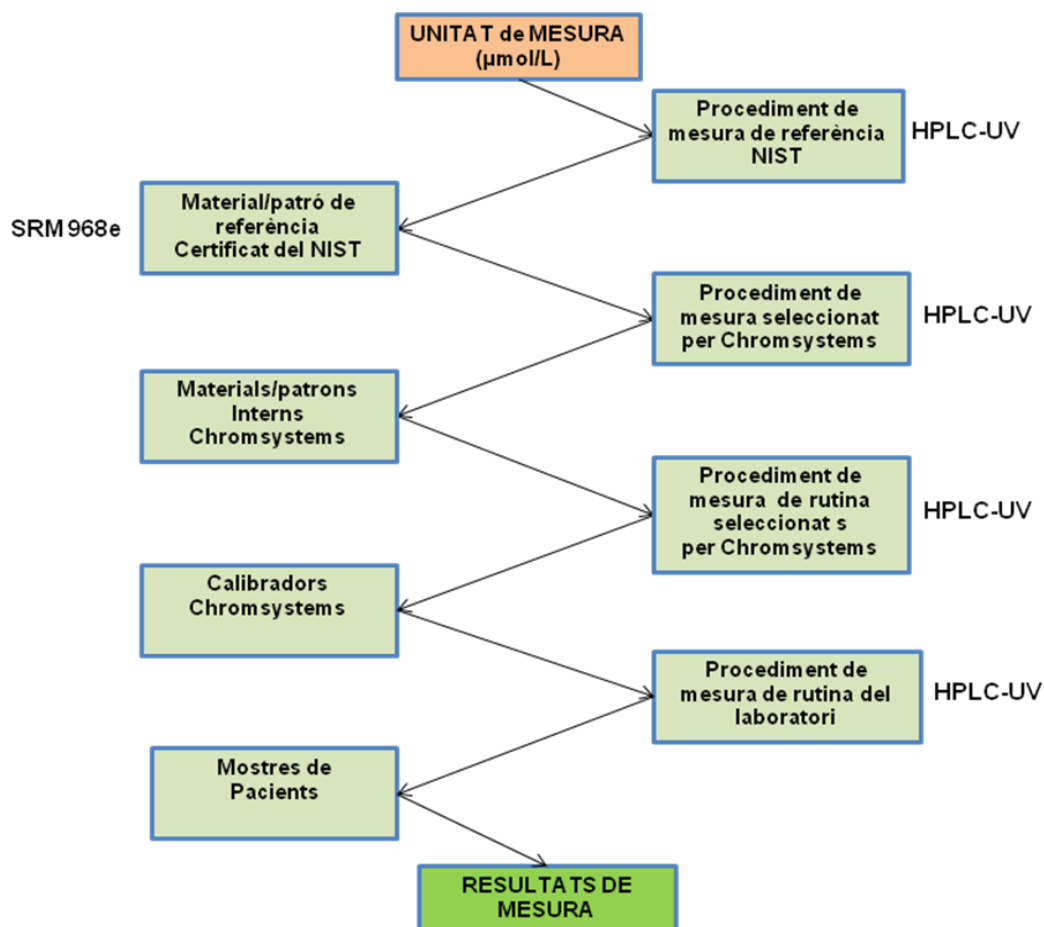 UNITAT de MESURA
(µmol/L)
Procediment de
mesura de referència
NIST
HPLC-UV
SRM 968e
Material/patró de
referència
Certificat del NIST
Procediment de
mesura seleccionat
per Chromsystems
HPLC-UV
Materials/patrons
Interns
Chromsystems
Procediment de
mesura de rutina
seleccionat s
per Chromsystems
HPLC-UV
Calibradors
Chromsystems
Procediment de
mesura de rutina del
laboratori
HPLC-UV
Mostres de
Pacients
RESULTATS DE
MESURA